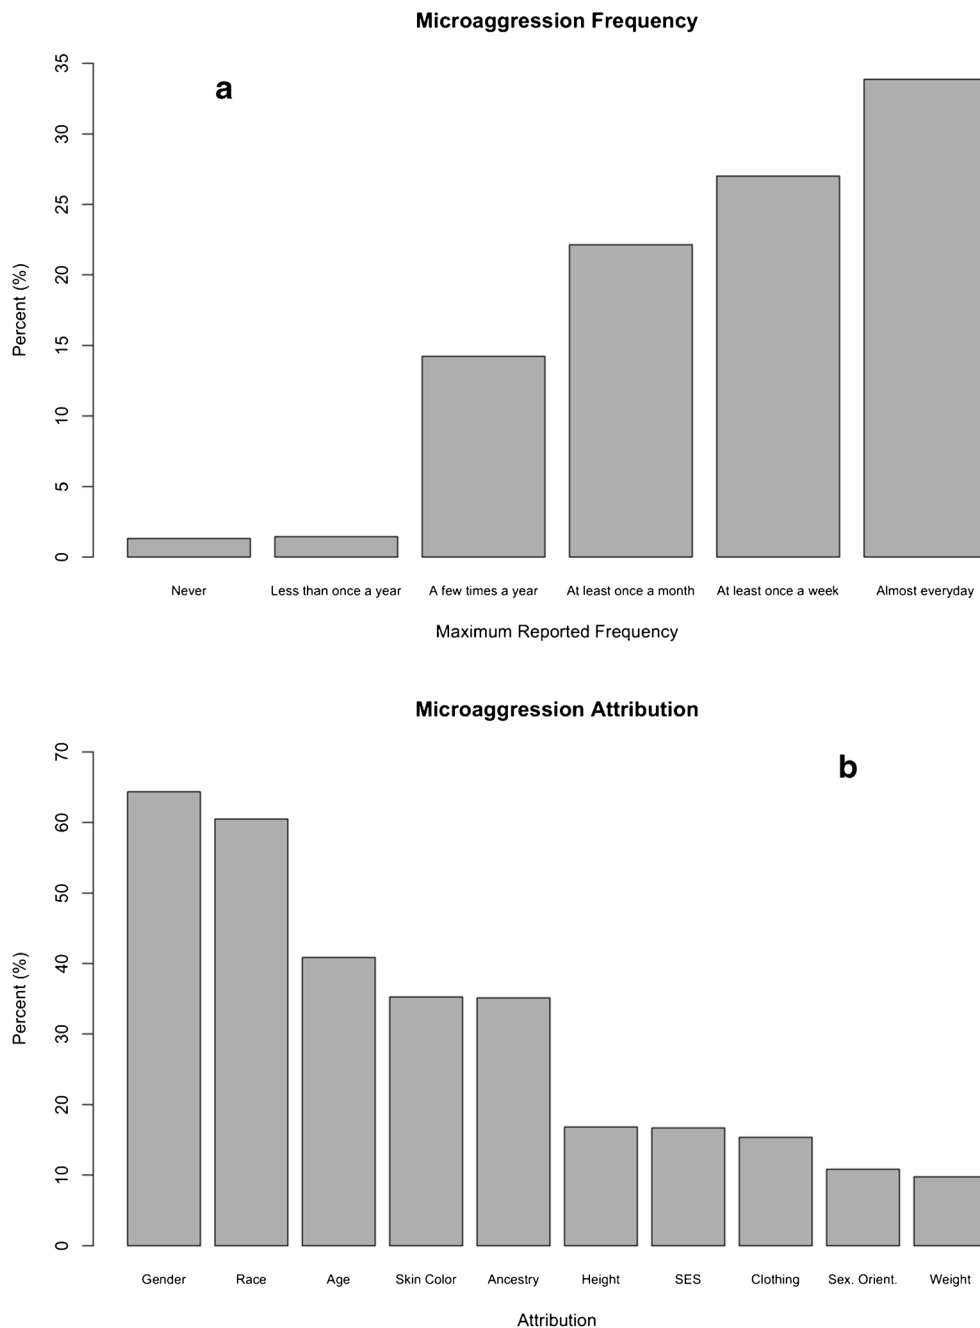 Microaggression Frequency
a
35
30
25
20
15
10
5
0
Percent (%)
Never Less than once a year A few times a year At least once a month At least once a week Almost everyday
Maximum Reported Frequency
Microaggression Attribution
b
70
60
50
40
30
20
10
0
Percent (%)
Gender Race Age Skin Color Ancestry Height SES Clothing Sex. Orient. Weight
Attribution